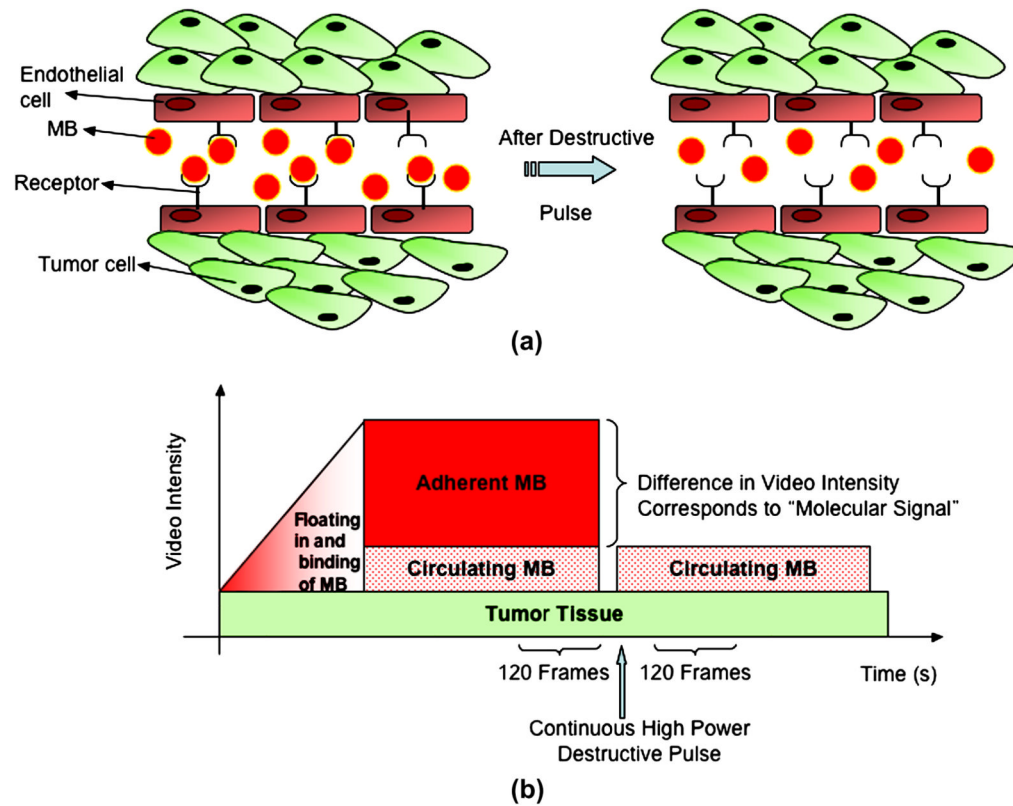 Endothelial
cell
MB
Receptor
Tumor cell
After Destructive
Pulse
(a)
Video Intensity
Floating
in and
binding
of MB
Adherent MB
Circulating MB
Circulating MB
Difference in Video Intensity
Corresponds to "Molecular Signal"
Tumor Tissue
120 Frames
120 Frames
Time (s)
Continuous High Power
Destructive Pulse
(b)